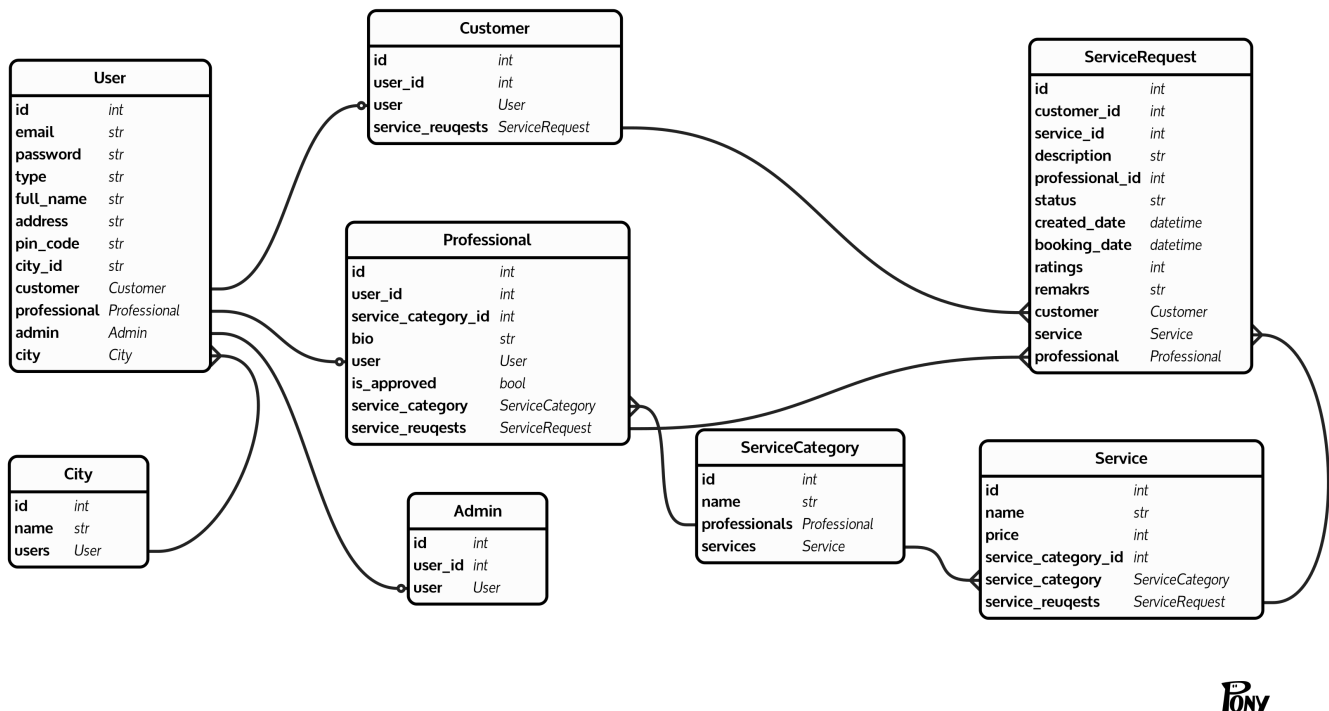 User
id int
email str
password str
type str
full_name str
address str
pin_code str
city_id str
customer Customer
professional Professional
admin Admin
city City
City
id int
name str
users User
Customer
id int
user_id int
user User
service_reuqests ServiceRequest
Professional
id int
user_id int
service_category_id int
bio str
user User
is_approved bool
service_category ServiceCategory
service_reuqests ServiceRequest
Admin
id int
user_id int
user User
ServiceCategory
id int
name str
professionals Professional
services Service
ServiceRequest
id int
customer_id int
service_id int
description str
professional_id int
status str
created_date datetime
booking_date datetime
ratings int
remakrs str
customer Customer
service Service
professional Professional
Service
id int
name str
price int
service_category_id int
service_category ServiceCategory
service_reuqests ServiceRequest
PONY